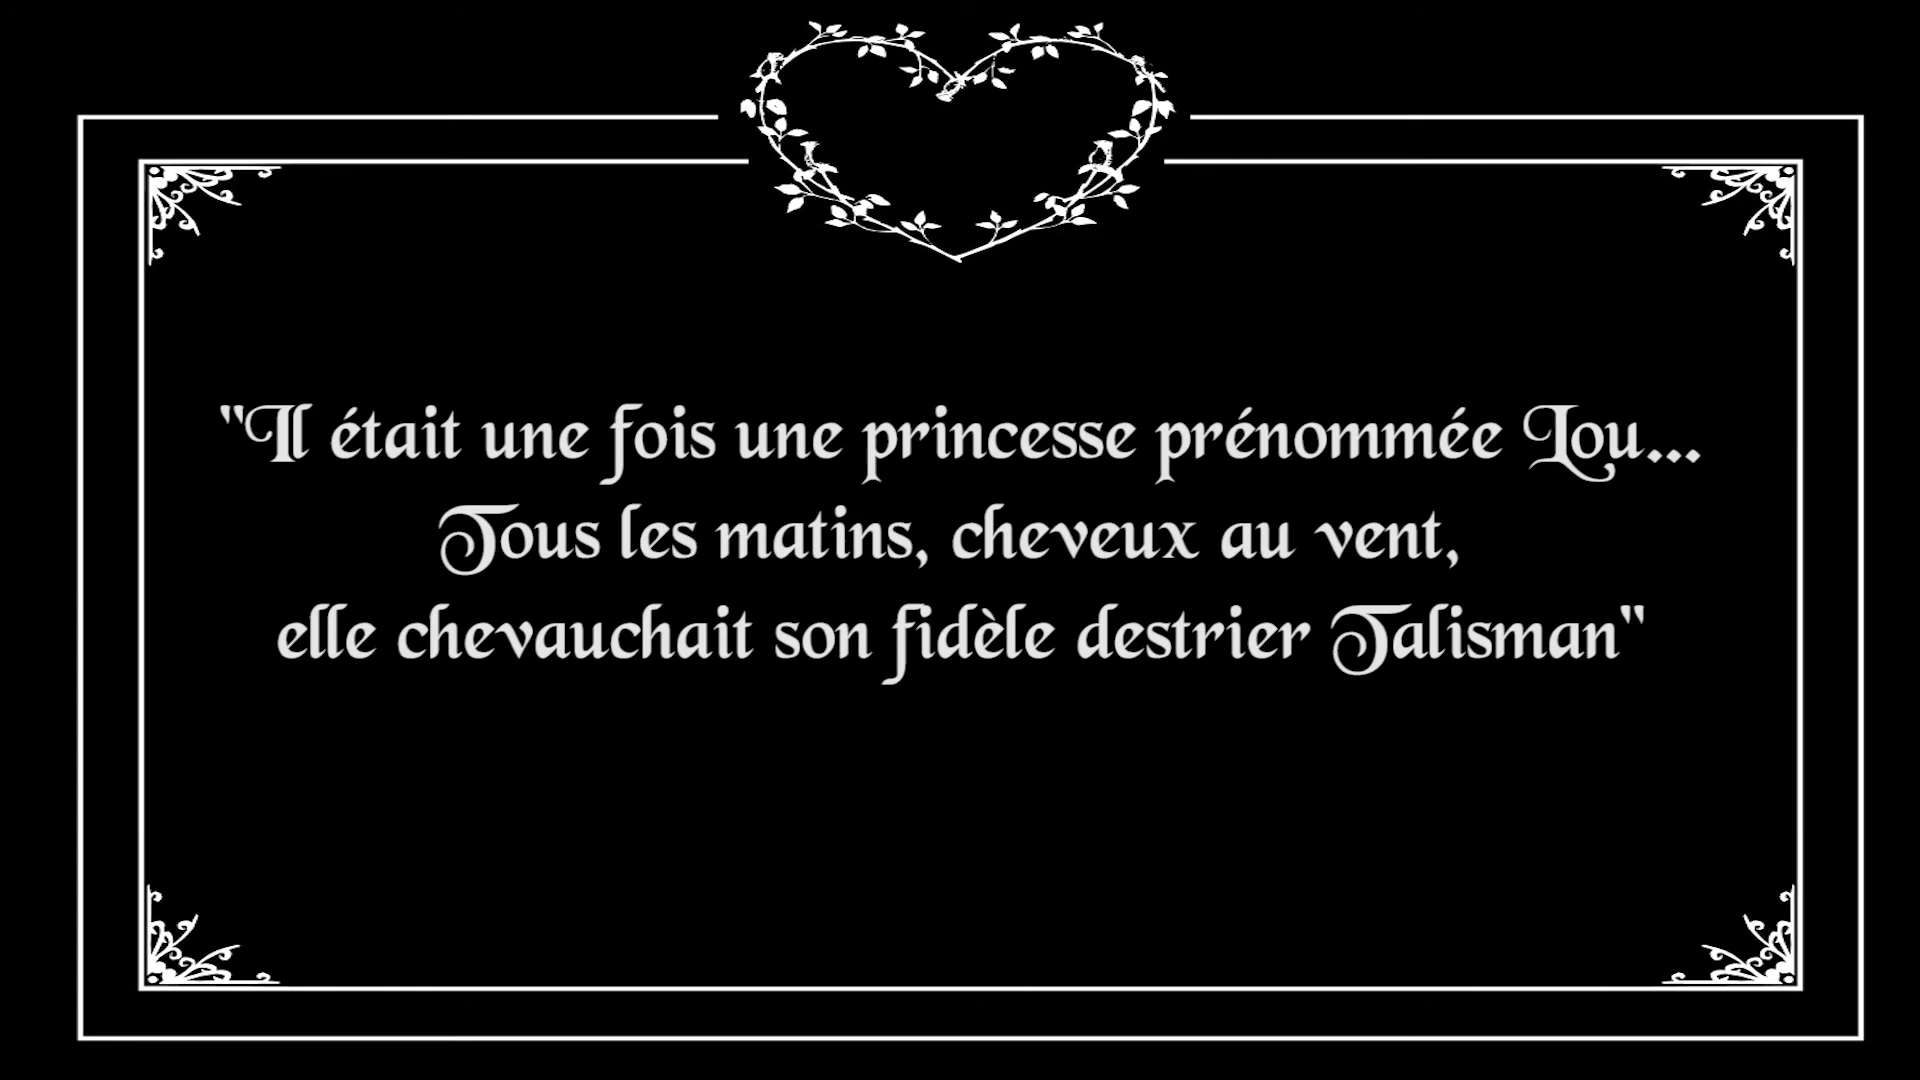 "Il était une fois une princesse prénommée Lou...
Tous les matins, cheveux au vent,
elle chevauchait son fidèle destrier Talisman"